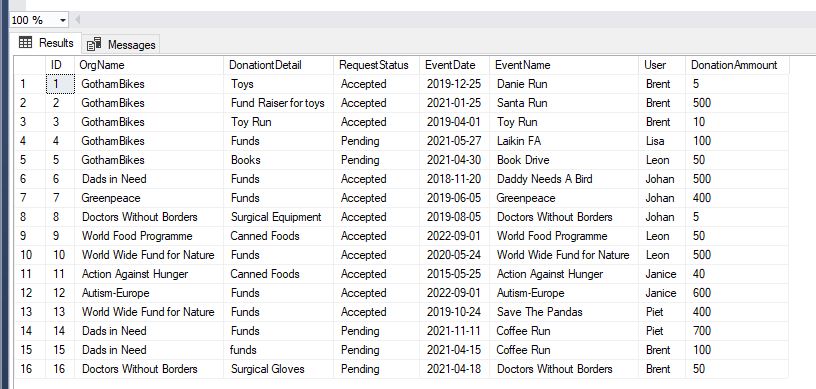 100 %
Results Messages
ID OrgName DonationtDetail RequestStatus EventDate EventName User DonationAmmount
1 1 GothamBikes Toys Accepted 2019-12-25 Danie Run Brent 5
2 2 GothamBikes Fund Raiser for toys Accepted 2021-01-25 Santa Run Brent 500
3 3 GothamBikes Toy Run Accepted 2019-04-01 Toy Run Brent 10
4 4 GothamBikes Funds Pending 2021-05-27 Laikin FA Lisa 100
5 5 GothamBikes Books Pending 2021-04-30 Book Drive Leon 50
6 6 Dads in Need Funds Accepted 2018-11-20 Daddy Needs A Bird Johan 500
7 7 Greenpeace Funds Accepted 2019-06-05 Greenpeace Johan 400
8 8 Doctors Without Borders Surgical Equipment Accepted 2019-08-05 Doctors Without Borders Johan 5
9 9 World Food Programme Canned Foods Accepted 2022-09-01 World Food Programme Leon 50
10 10 World Wide Fund for Nature Funds Accepted 2020-05-24 World Wide Fund for Nature Leon 500
11 11 Action Against Hunger Canned Foods Accepted 2015-05-25 Action Against Hunger Janice 40
12 12 Autism-Europe Funds Accepted 2022-09-01 Autism-Europe Janice 600
13 13 World Wide Fund for Nature Funds Accepted 2019-10-24 Save The Pandas Piet 400
14 14 Dads in Need Funds Pending 2021-11-11 Coffee Run Piet 700
15 15 Dads in Need funds Pending 2021-04-15 Coffee Run Brent 100
16 16 Doctors Without Borders Surgical Gloves Pending 2021-04-18 Doctors Without Borders Brent 50